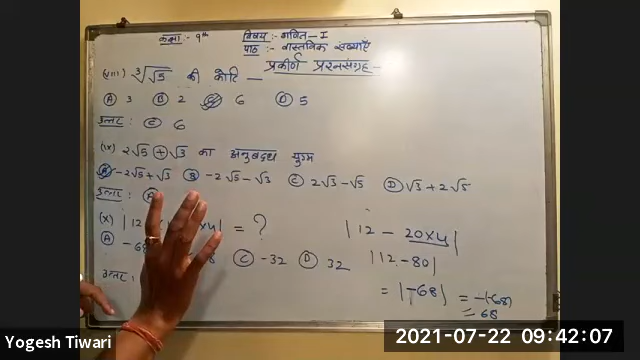 कक्षा :- 9th विषय :- गणित - I
पाठ :- वास्तविक संख्याएँ
प्रकीर्ण प्रश्नसंग्रह -
(viii) ∛√5 की कोटि —
Ⓐ 3 Ⓑ 2 Ⓒ 6 Ⓓ 5
उत्तर: Ⓒ 6
(ix) 2√5 + √3 का अनुबद्ध युग्म
Ⓐ -2√5 + √3 Ⓑ -2√5 - √3 Ⓒ 2√3 - √5 Ⓓ √3 + 2√5
उत्तर: Ⓐ
(x) |12 ×4| = ?
Ⓐ -68 8 Ⓒ -32 Ⓓ 32
उत्तर:
|12 - 20×4|
|12 - 80|
= |-68| = -(-68)
= 68
Yogesh Tiwari
2021-07-22 09:42:07